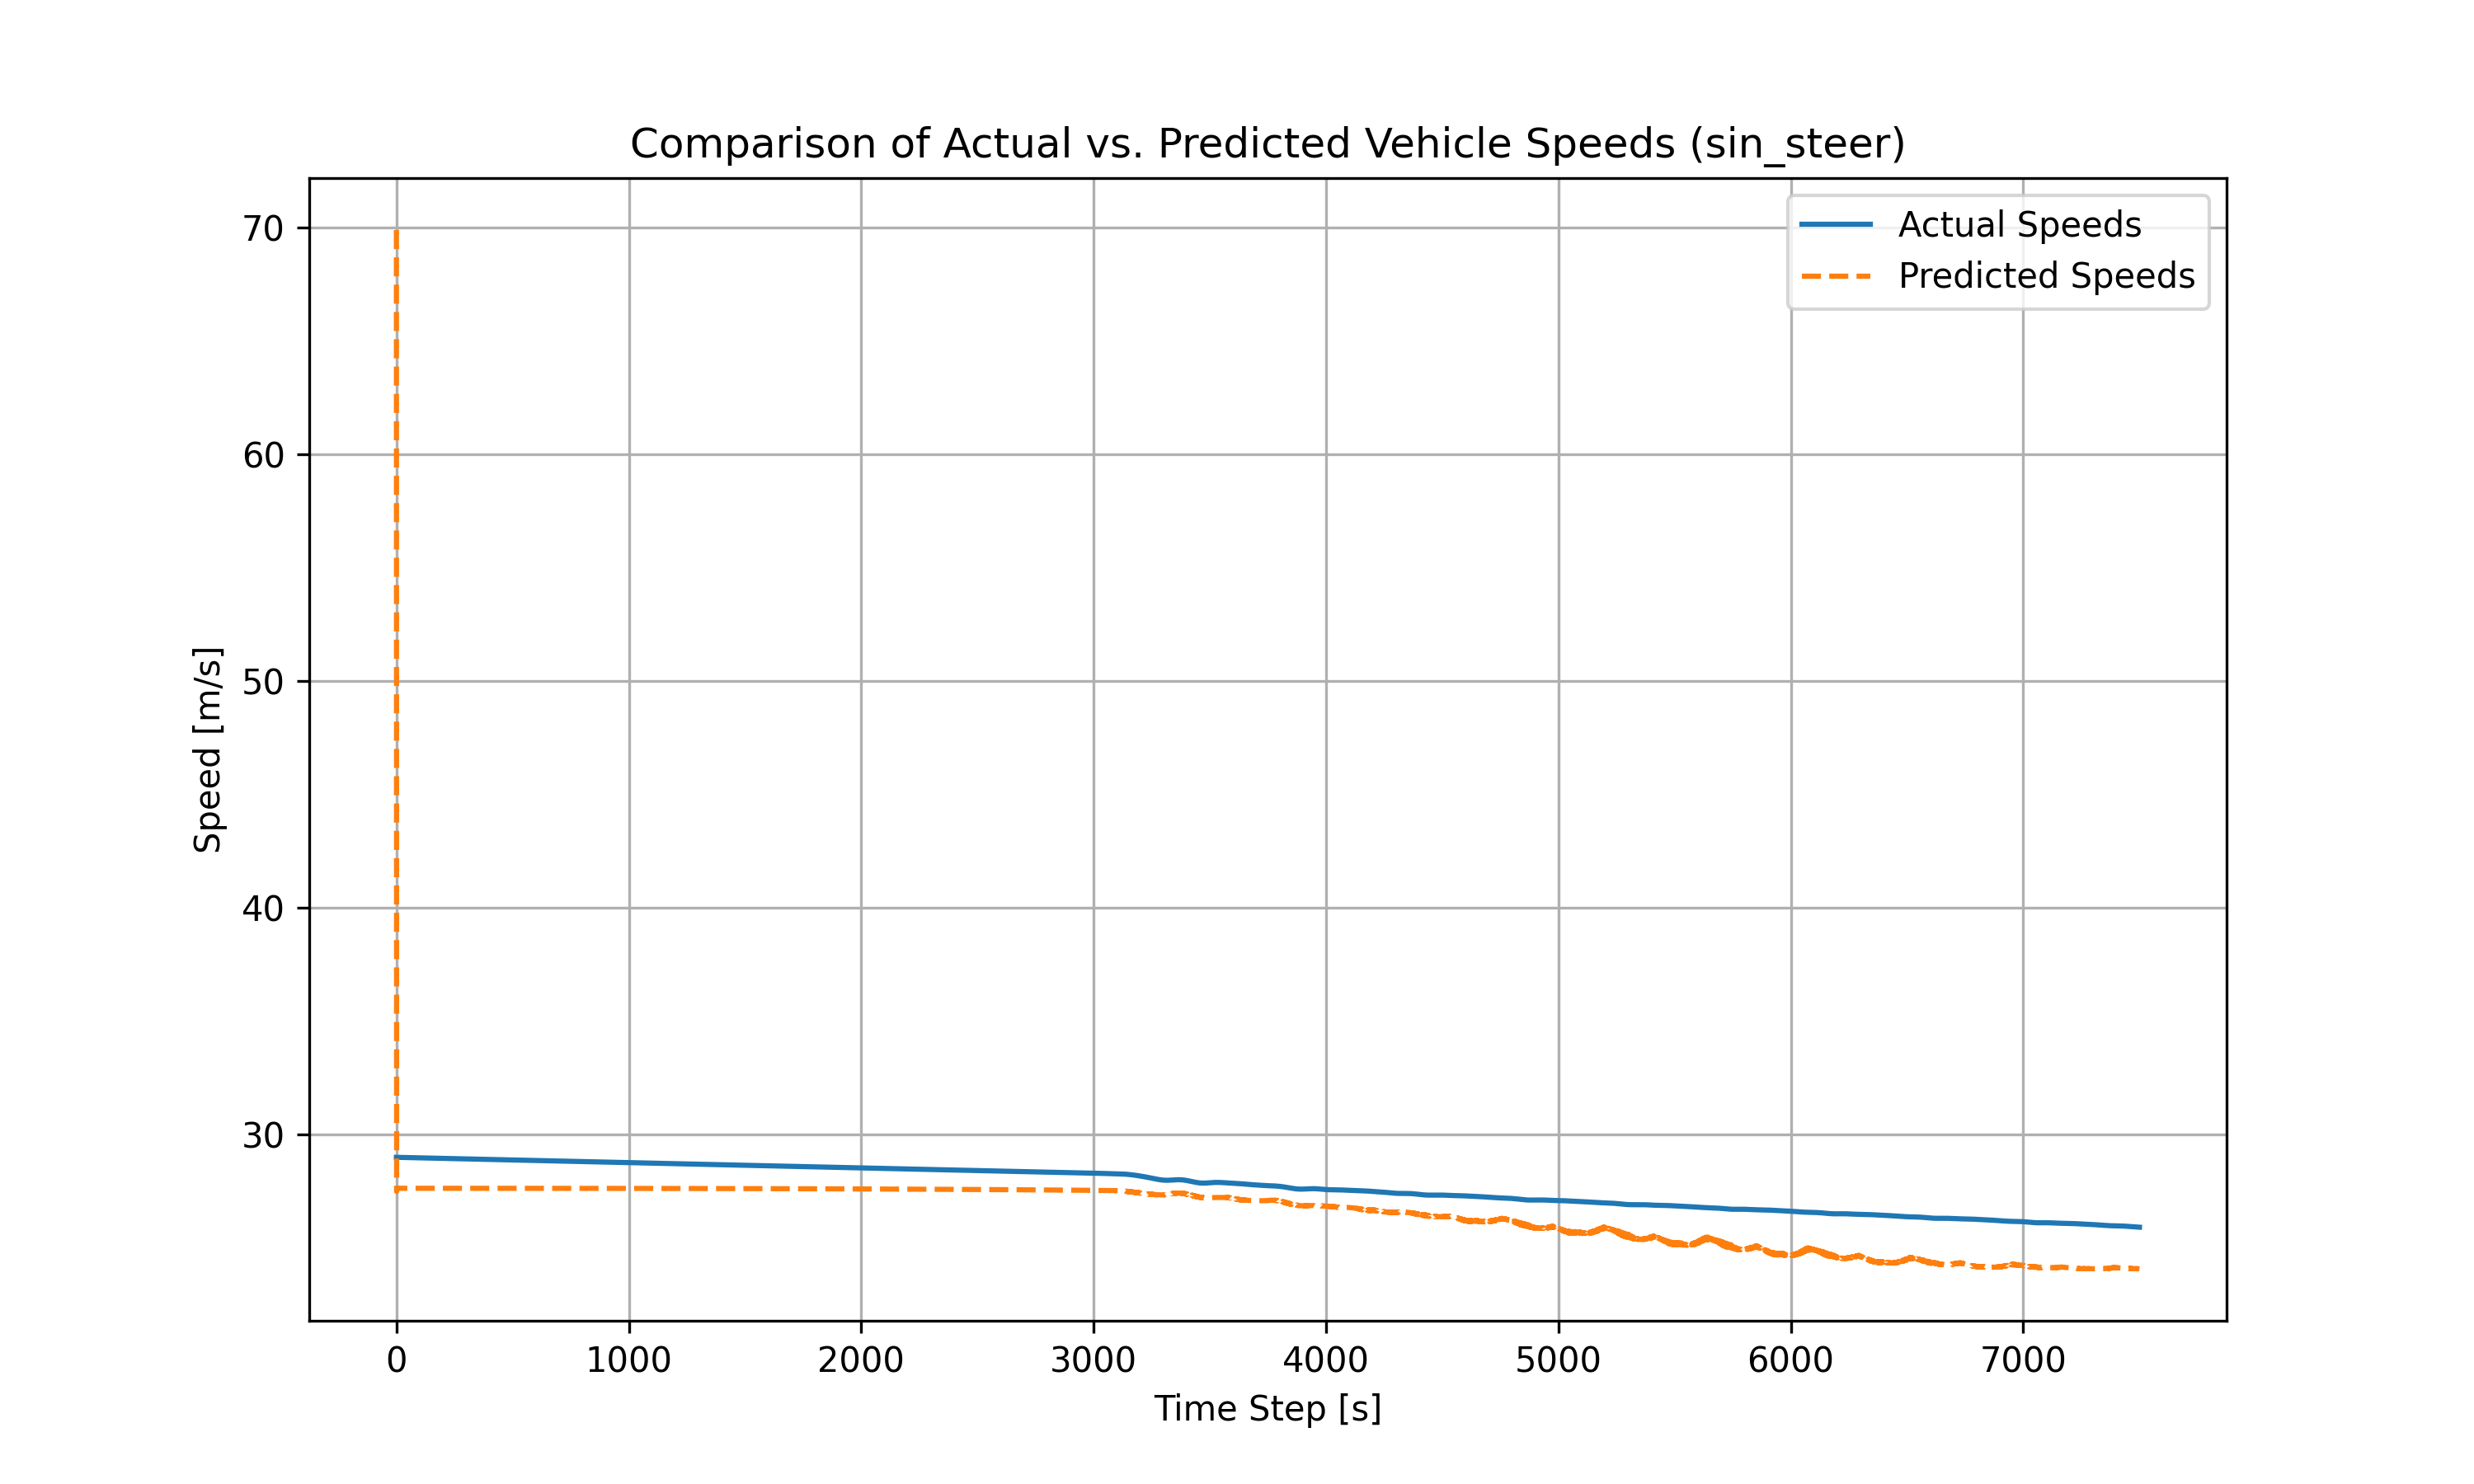 Comparison of Actual vs. Predicted Vehicle Speeds (sin_steer)
Actual Speeds
Predicted Speeds
70
60
50
40
30
Speed [m/s]
0 1000 2000 3000 4000 5000 6000 7000
Time Step [s]